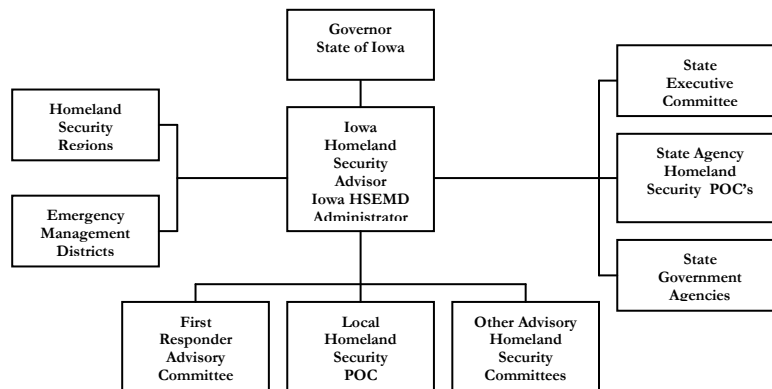 Governor
State of Iowa
State
Executive
Committee
Homeland
Security
Regions
Iowa
Homeland
Security
Advisor
Iowa HSEMD
Administrator
State Agency
Homeland
Security POC's
Emergency
Management
Districts
State
Government
Agencies
First
Responder
Advisory
Committee
Local
Homeland
Security
POC
Other Advisory
Homeland
Security
Committees